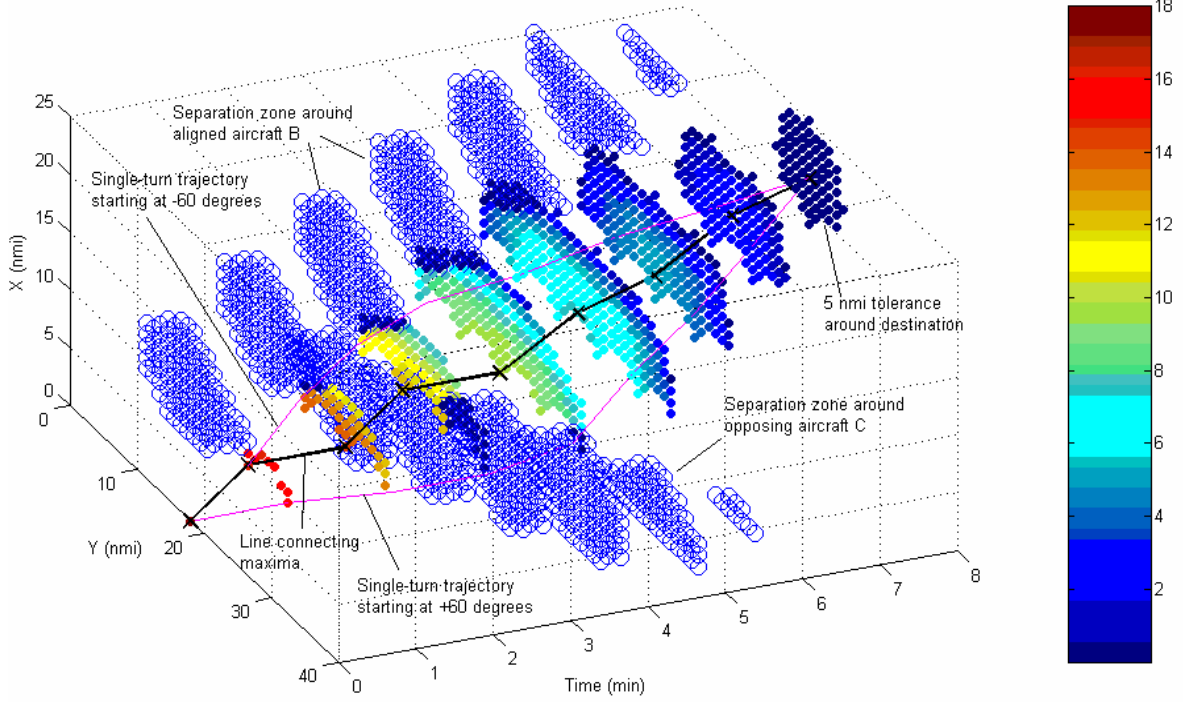 Separation zone around
aligned aircraft B
Single-turn trajectory
starting at -60 degrees
5 nmi tolerance
around destination
Separation zone around
opposing aircraft C
Line connecting
maxima
Single-turn trajectory
starting at +60 degrees
X (nmi)
25
20
15
10
5
0
Y (nmi)
0
10
20
30
40
Time (min)
0
1
2
3
4
5
6
7
8
18
16
14
12
10
8
6
4
2